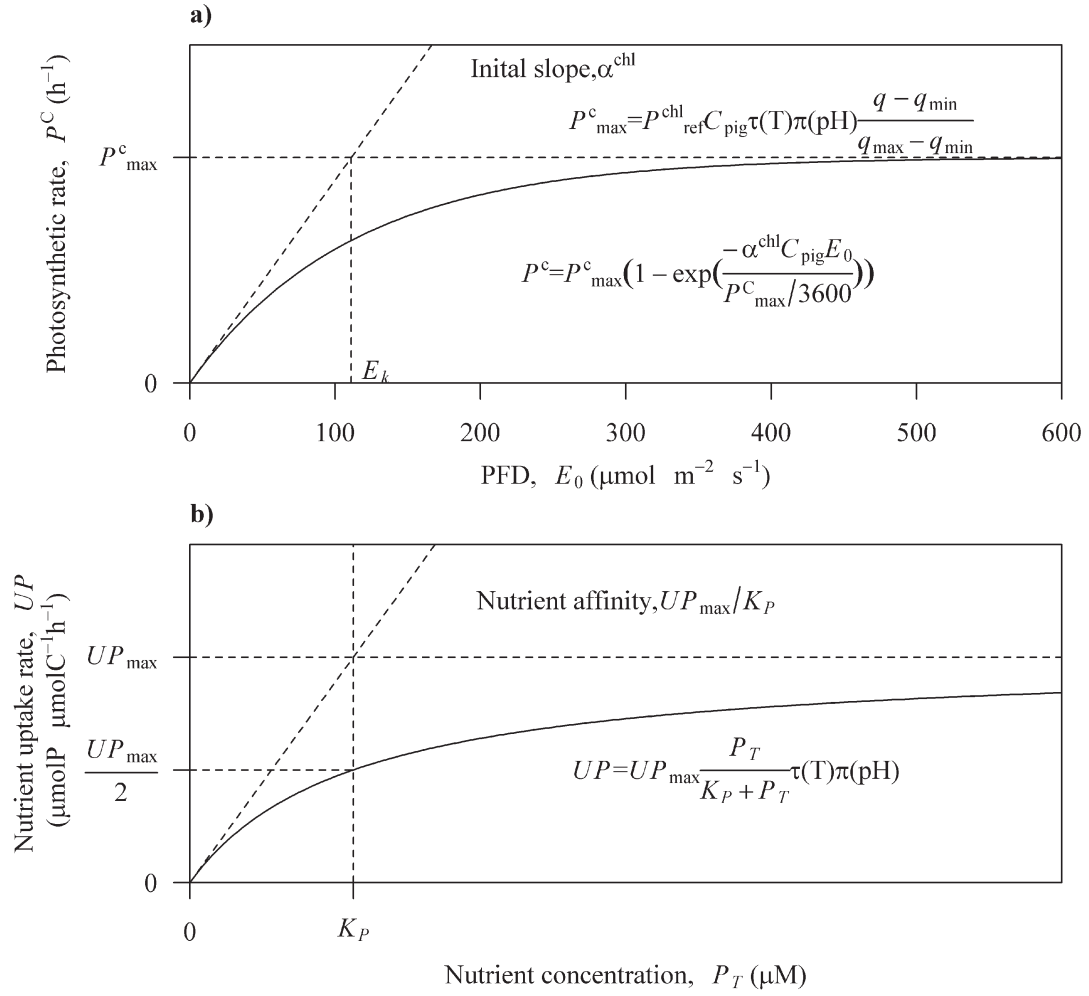 a)
Photosynthetic rate, P^C (h^−1)
Inital slope,α^chl
P^c_max=P^chl_ref C_pig τ(T)π(pH) (q − q_min)/(q_max − q_min)
P^c_max
P^c=P^c_max(1 − exp(−α^chl C_pig E_0/(P^C_max/3600)))
0
E_k
0 100 200 300 400 500 600
PFD, E_0 (μmol m^−2 s^−1)
b)
Nutrient uptake rate, UP
(μmolP μmolC^−1h^−1)
Nutrient affinity,UP_max/K_P
UP_max
UP_max/2
UP=UP_max P_T/(K_P + P_T) τ(T)π(pH)
0
0 K_P
Nutrient concentration, P_T (μM)